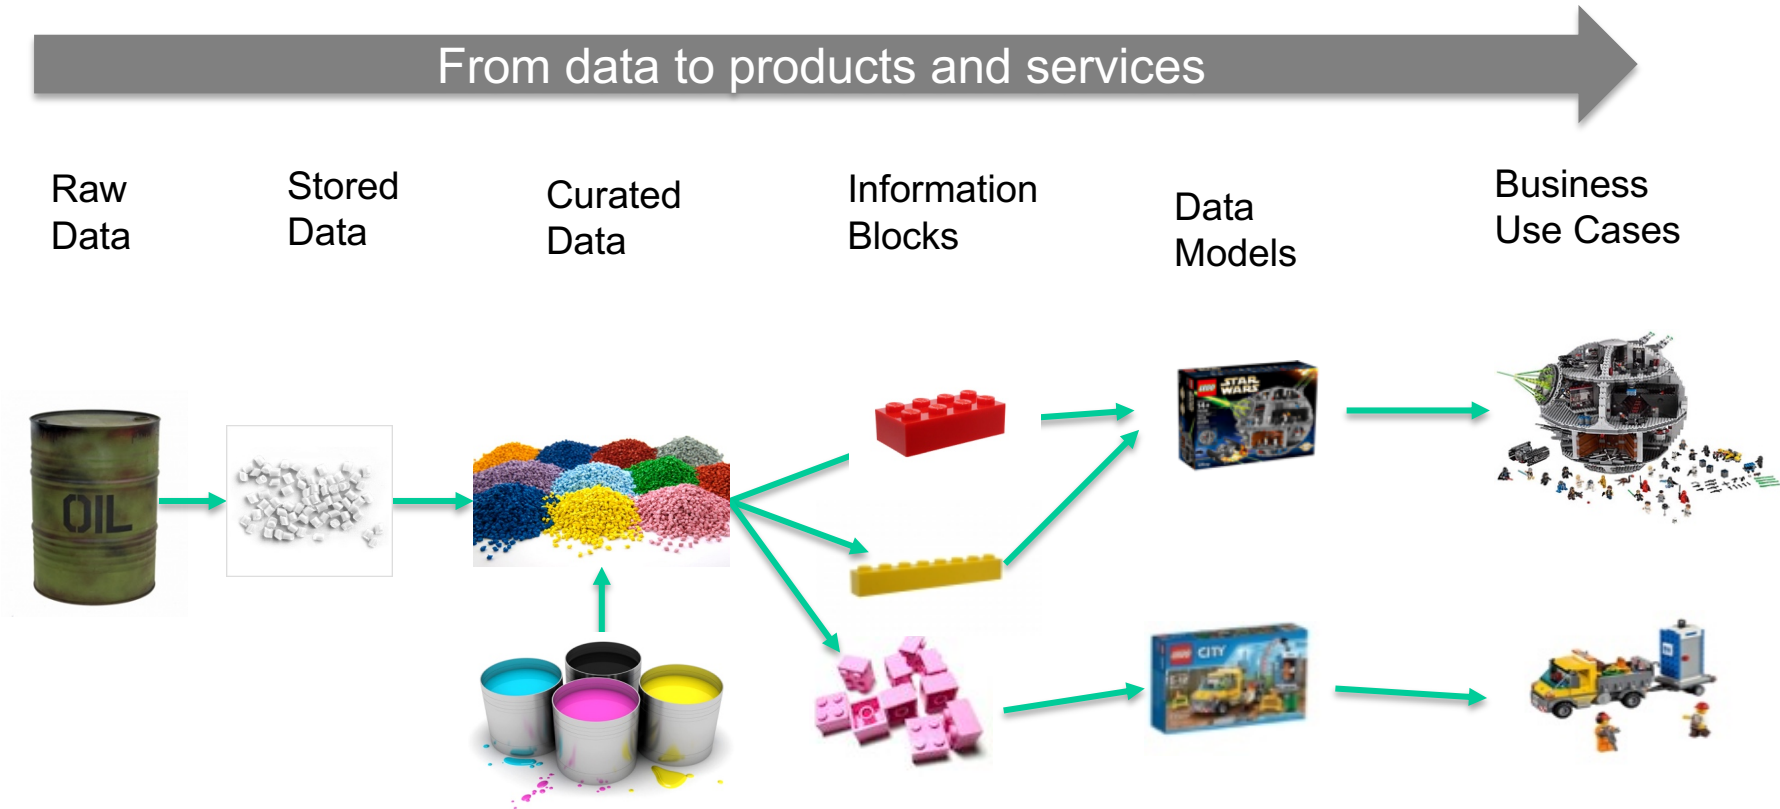 From data to products and services
Raw
Data
Stored
Data
Curated
Data
Information
Blocks
Data
Models
Business
Use Cases
OIL
LEGO
STAR
WARS
LEGO
CITY